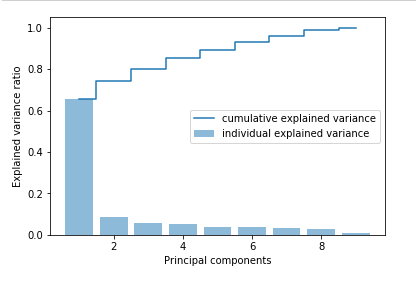 1.0
0.8
0.6
0.4
0.2
0.0
Explained variance ratio
cumulative explained variance
individual explained variance
2 4 6 8
Principal components